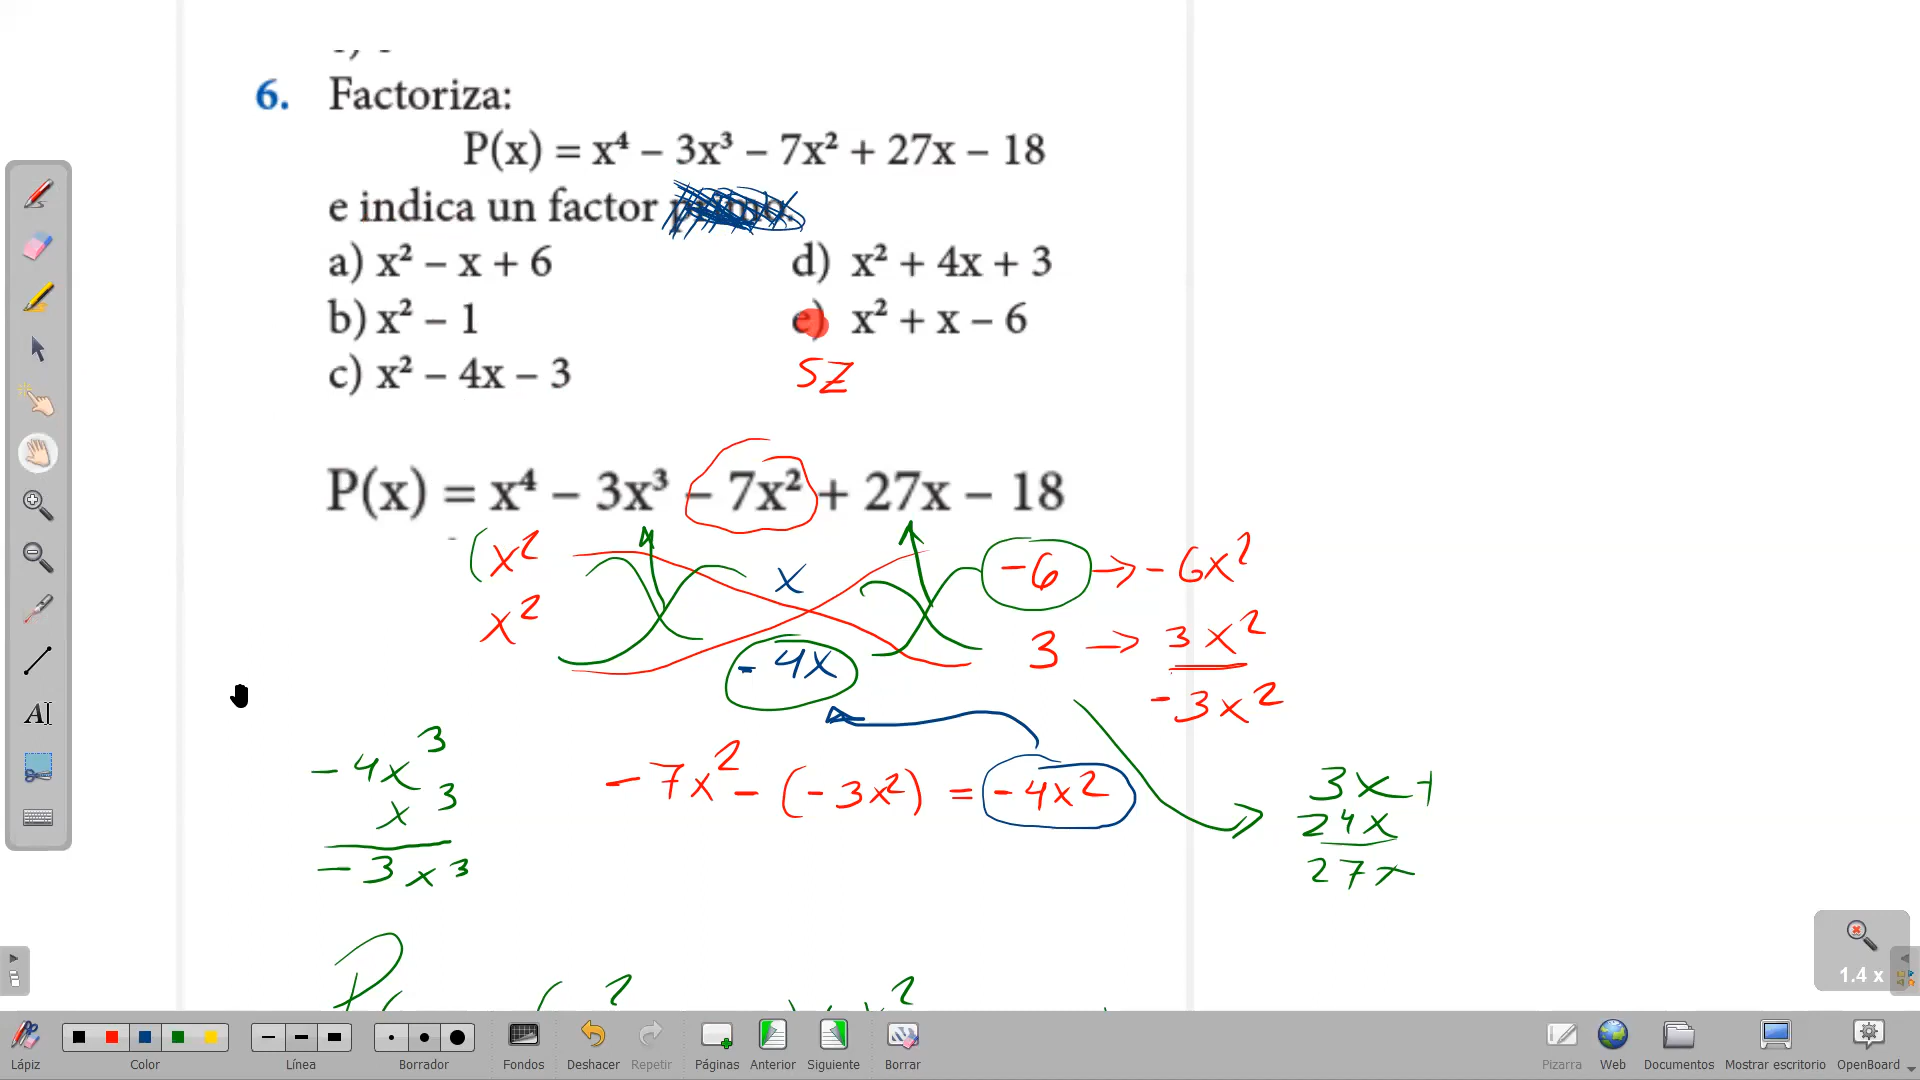 6. Factoriza:
P(x) = x⁴ – 3x³ – 7x² + 27x – 18
e indica un factor
a) x² – x + 6
d) x² + 4x + 3
b) x² – 1
e) x² + x – 6
c) x² – 4x – 3
SZ
P(x) = x⁴ – 3x³ – 7x² + 27x – 18
(x² x -6 → -6x²
x² -4x 3 → 3x²
-3x²
-4x³
x³
-3x³
-7x² - (-3x²) = -4x²
3x +
24x
27x
1.4 x
Lápiz
Color
Línea
Borrador
Fondos
Deshacer
Repetir
Páginas
Anterior
Siguiente
Borrar
Pizarra
Web
Documentos
Mostrar escritorio
OpenBoard